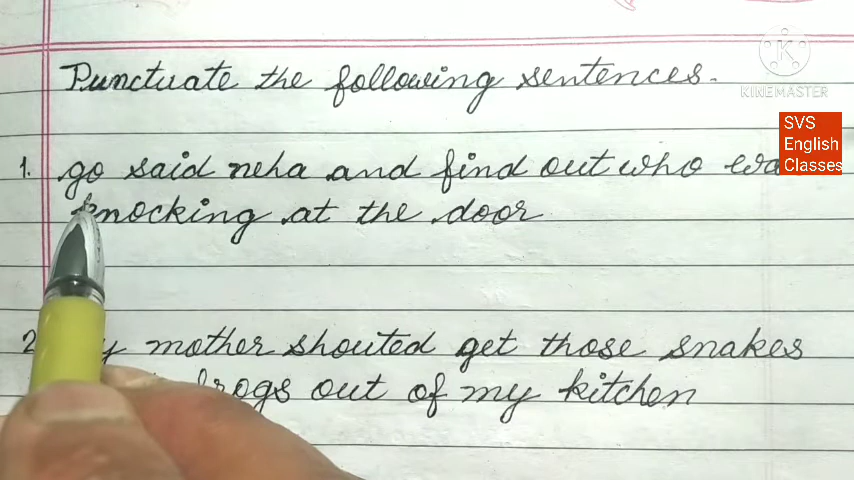 KINEMASTER
Punctuate the following sentences.
SVS
English
Classes
1. go said neha and find out who
knocking at the door
2 mother shouted get those snakes
frogs out of my kitchen